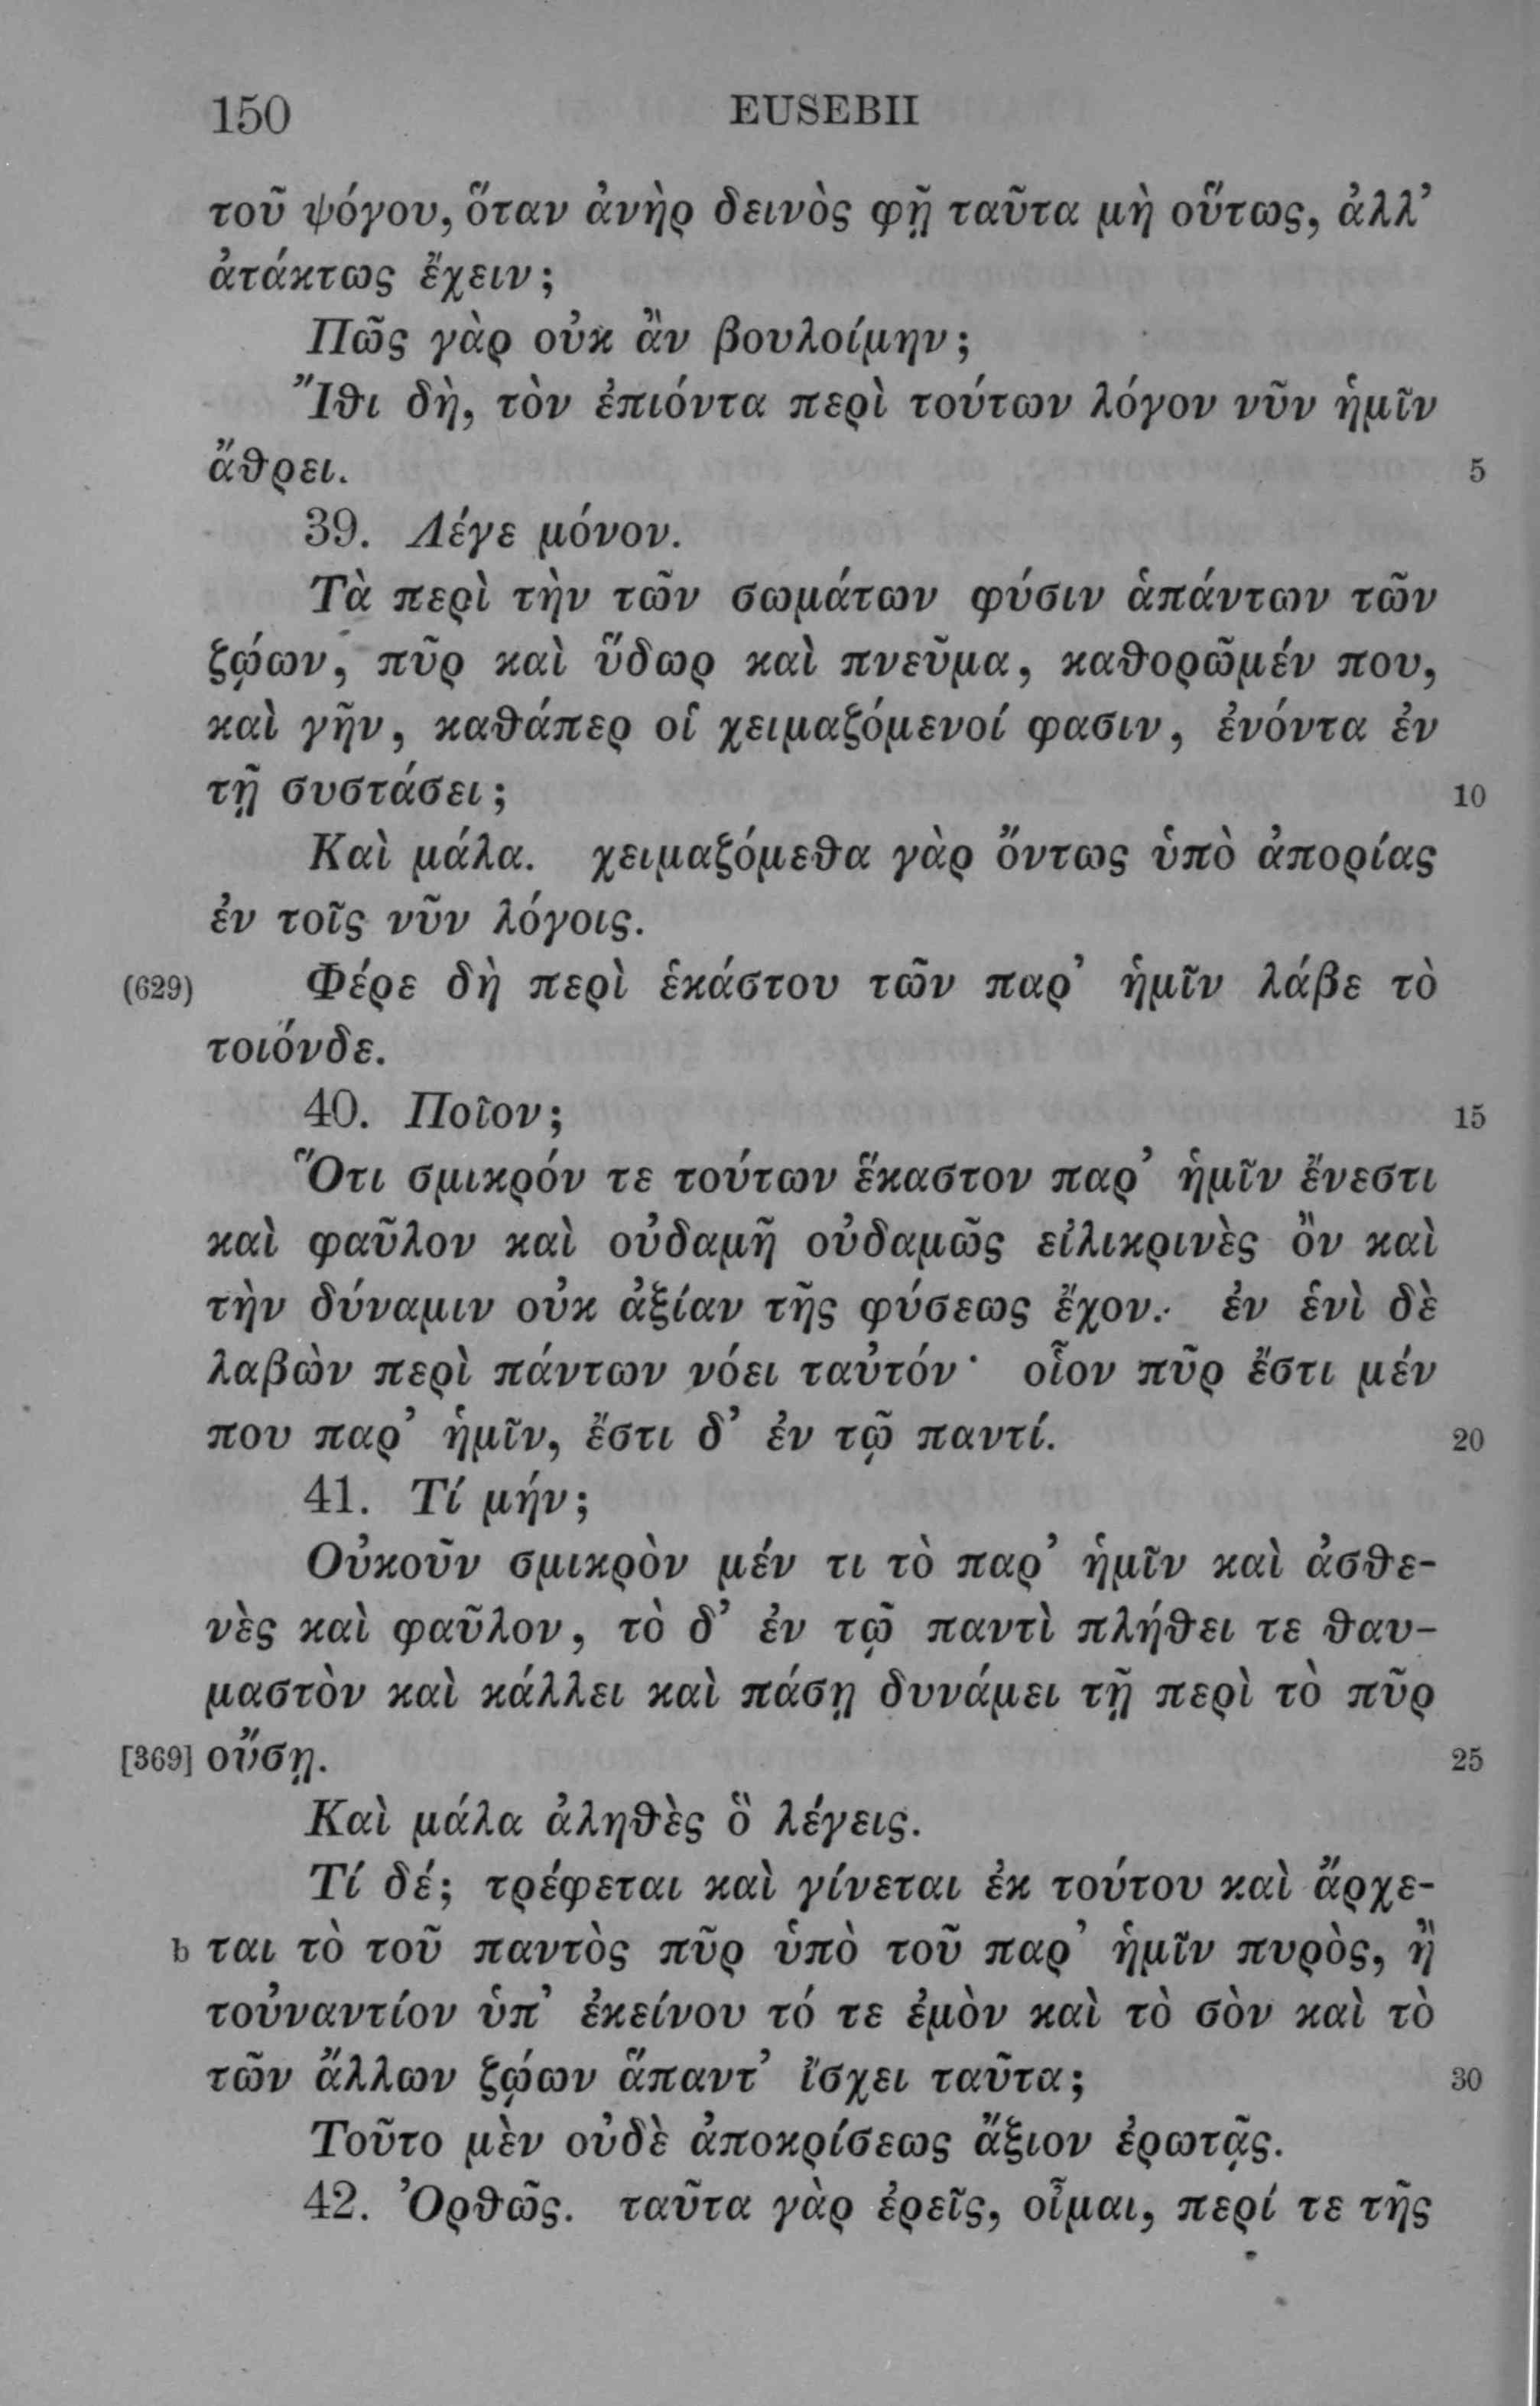 150 EUSEBII
τοῦ ψόγου, ὅταν ἀνὴρ δεινὸς φῇ ταῦτα μὴ οὕτως, ἀλλ’
ἀτάκτως ἔχειν;
Πῶς γὰρ οὐκ ἂν βουλοίμην;
Ἴθι δὴ, τὸν ἐπιόντα περὶ τούτων λόγον νῦν ἡμῖν
ἄθρει. 5
39. Λέγε μόνον.
Τὰ περὶ τὴν τῶν σωμάτων φύσιν ἁπάντων τῶν
ζῴων, πῦρ καὶ ὕδωρ καὶ πνεῦμα, καθορῶμέν που,
καὶ γῆν, καθάπερ οἱ χειμαζόμενοί φασιν, ἐνόντα ἐν
τῇ συστάσει; 10
Καὶ μάλα. χειμαζόμεθα γὰρ ὄντως ὑπὸ ἀπορίας
ἐν τοῖς νῦν λόγοις.
(629) Φέρε δὴ περὶ ἑκάστου τῶν παρ’ ἡμῖν λάβε τὸ
τοιόνδε.
40. Ποῖον; 15
Ὅτι σμικρόν τε τούτων ἕκαστον παρ’ ἡμῖν ἔνεστι
καὶ φαῦλον καὶ οὐδαμῆ οὐδαμῶς εἰλικρινὲς ὂν καὶ
τὴν δύναμιν οὐκ ἀξίαν τῆς φύσεως ἔχον. ἐν ἑνὶ δὲ
λαβὼν περὶ πάντων νόει ταὐτόν· οἷον πῦρ ἔστι μέν
που παρ’ ἡμῖν, ἔστι δ’ ἐν τῷ παντί. 20
41. Τί μήν;
Οὐκοῦν σμικρὸν μέν τι τὸ παρ’ ἡμῖν καὶ ἀσθε-
νὲς καὶ φαῦλον, τὸ δ’ ἐν τῷ παντὶ πλήθει τε θαυ-
μαστὸν καὶ κάλλει καὶ πάσῃ δυνάμει τῇ περὶ τὸ πῦρ
[369] οὔσῃ. 25
Καὶ μάλα ἀληθὲς ὃ λέγεις.
Τί δέ; τρέφεται καὶ γίνεται ἐκ τούτου καὶ ἄρχε-
b ται τὸ τοῦ παντὸς πῦρ ὑπὸ τοῦ παρ’ ἡμῖν πυρὸς, ἢ
τοὐναντίον ὑπ’ ἐκείνου τό τε ἐμὸν καὶ τὸ σὸν καὶ τὸ
τῶν ἄλλων ζῴων ἅπαντ’ ἴσχει ταῦτα; 30
Τοῦτο μὲν οὐδὲ ἀποκρίσεως ἄξιον ἐρωτᾷς.
42. Ὀρθῶς. ταῦτα γὰρ ἐρεῖς, οἶμαι, περί τε τῆς